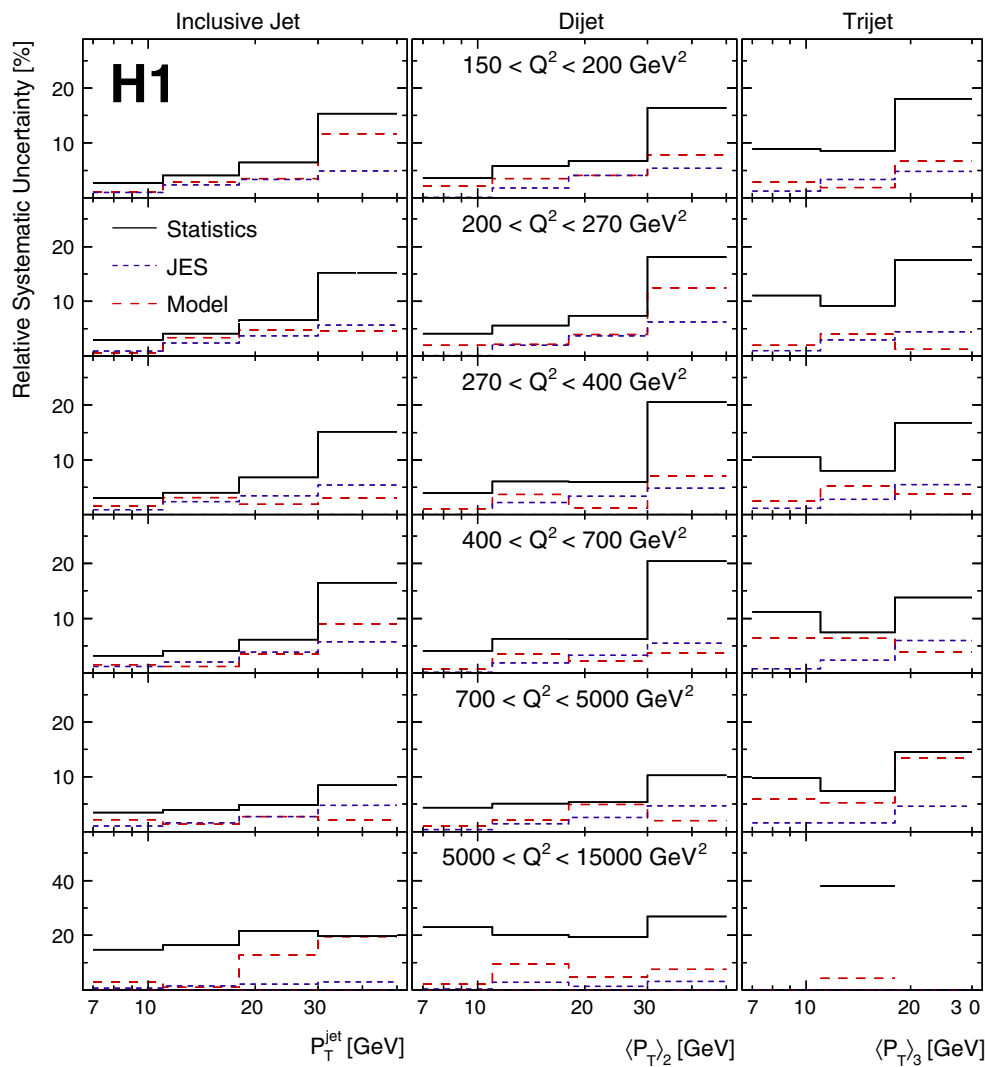 Inclusive Jet Dijet Trijet
Relative Systematic Uncertainty [%]
H1
150 < Q² < 200 GeV²
20
10
200 < Q² < 270 GeV²
Statistics
JES
Model
20
10
270 < Q² < 400 GeV²
20
10
400 < Q² < 700 GeV²
20
10
700 < Q² < 5000 GeV²
20
10
5000 < Q² < 15000 GeV²
40
20
7 10 20 30 7 10 20 30 7 10 20 3 0
P_T^jet [GeV] ⟨P_T⟩_2 [GeV] ⟨P_T⟩_3 [GeV]